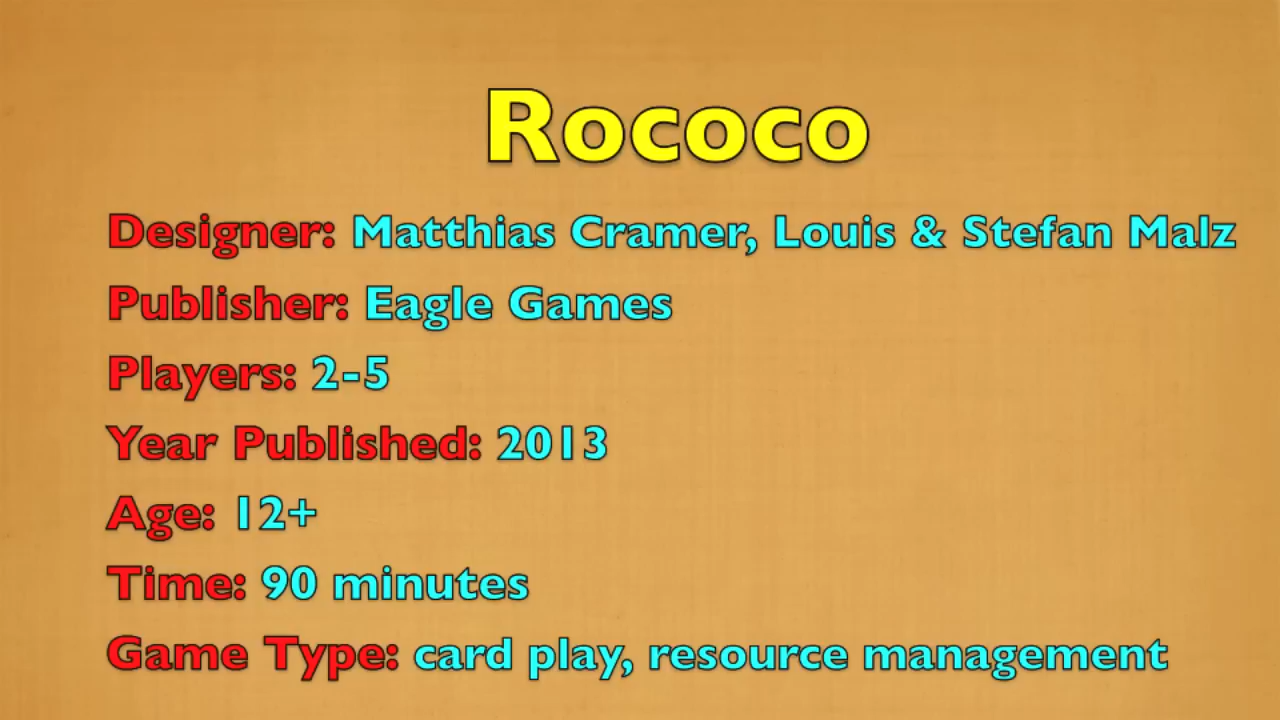 Rococo
Designer: Matthias Cramer, Louis & Stefan Malz
Publisher: Eagle Games
Players: 2-5
Year Published: 2013
Age: 12+
Time: 90 minutes
Game Type: card play, resource management